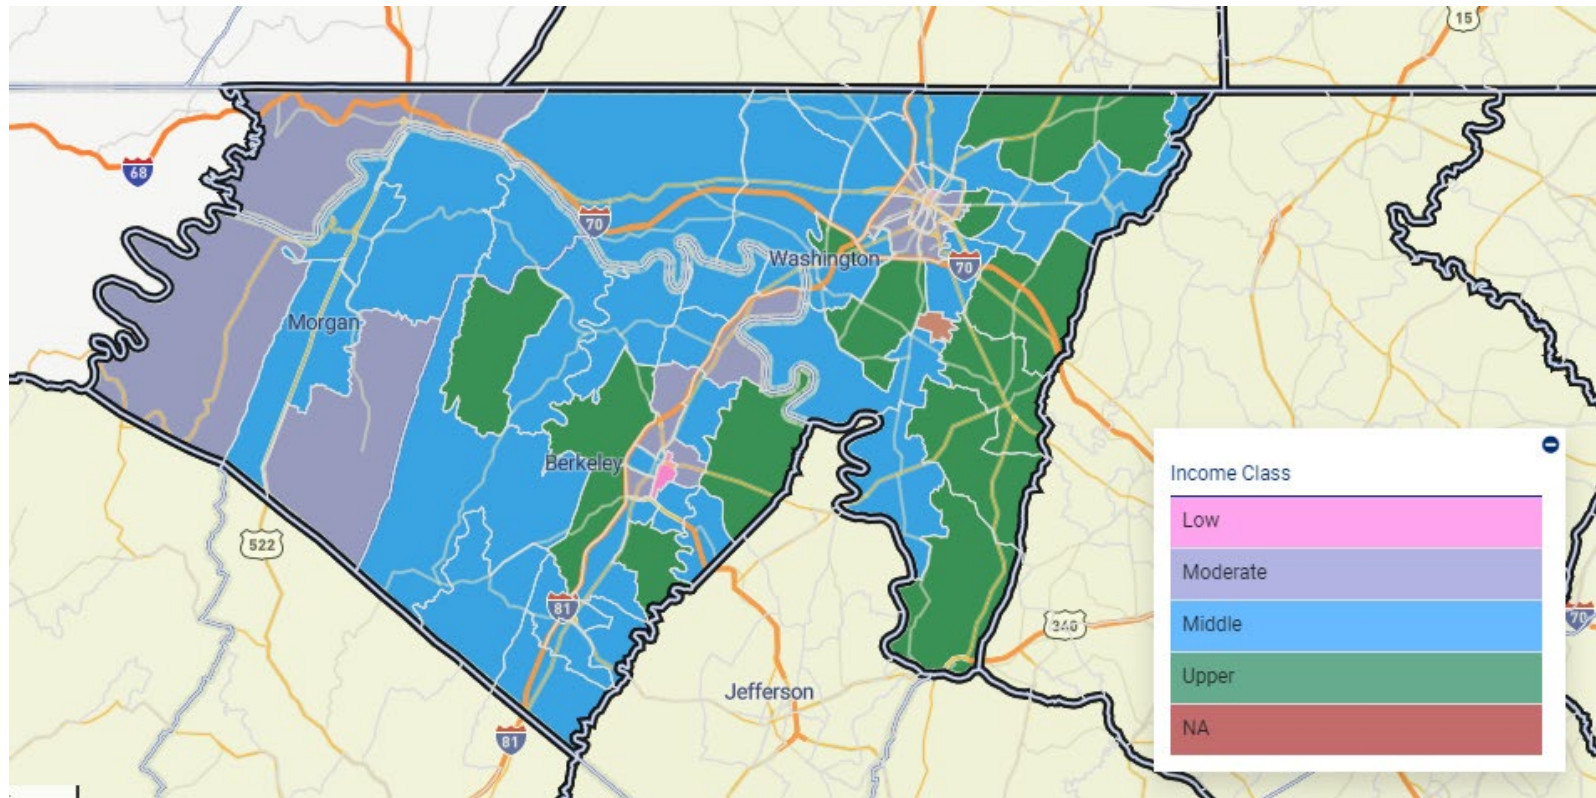 15
68
70
Washington
70
Morgan
Berkeley
522
81
340
70
Jefferson
81
Income Class
Low
Moderate
Middle
Upper
NA